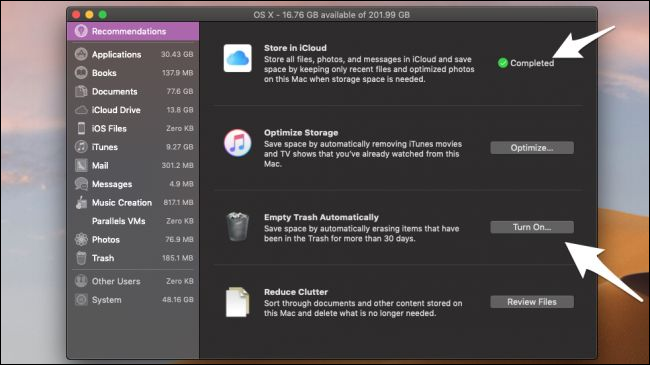 OS X - 16.76 GB available of 201.99 GB
Recommendations
Applications 30.43 GB
Books 137.9 MB
Documents 77.6 GB
iCloud Drive 13.8 GB
iOS Files Zero KB
iTunes 9.27 GB
Mail 301.2 MB
Messages 4.9 MB
Music Creation 817.1 MB
Parallels VMs Zero KB
Photos 76.9 MB
Trash 185.1 MB
Other Users Zero KB
System 48.16 GB
Store in iCloud
Store all files, photos, and messages in iCloud and save
space by keeping only recent files and optimized photos
on this Mac when storage space is needed.
Completed
Optimize Storage
Save space by automatically removing iTunes movies
and TV shows that you've already watched from this
Mac.
Optimize...
Empty Trash Automatically
Save space by automatically erasing items that have
been in the Trash for more than 30 days.
Turn On...
Reduce Clutter
Sort through documents and other content stored on
this Mac and delete what is no longer needed.
Review Files